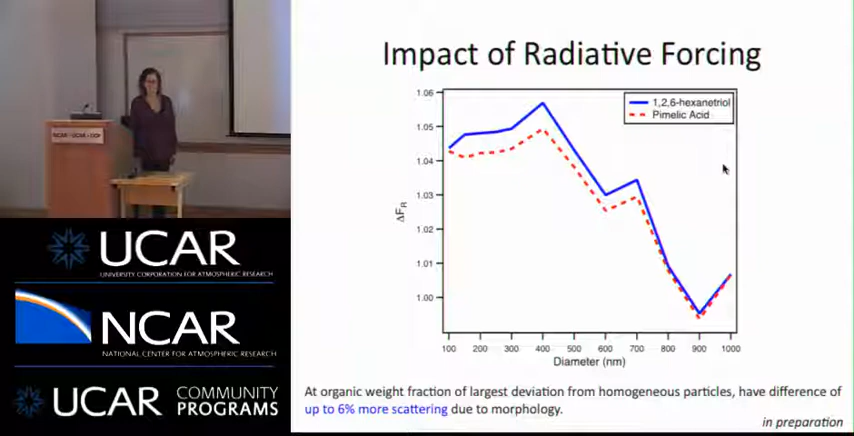 Impact of Radiative Forcing
1,2,6-hexanetriol
Pimelic Acid
1.06
1.05
1.04
1.03
1.02
1.01
1.00
ΔFR
100 200 300 400 500 600 700 800 900 1000
Diameter (nm)
At organic weight fraction of largest deviation from homogeneous particles, have difference of
up to 6% more scattering due to morphology.
in preparation
NCAR • UCAR • UCP
UCAR
UNIVERSITY CORPORATION FOR ATMOSPHERIC RESEARCH
NCAR
NATIONAL CENTER FOR ATMOSPHERIC RESEARCH
UCAR COMMUNITY
PROGRAMS